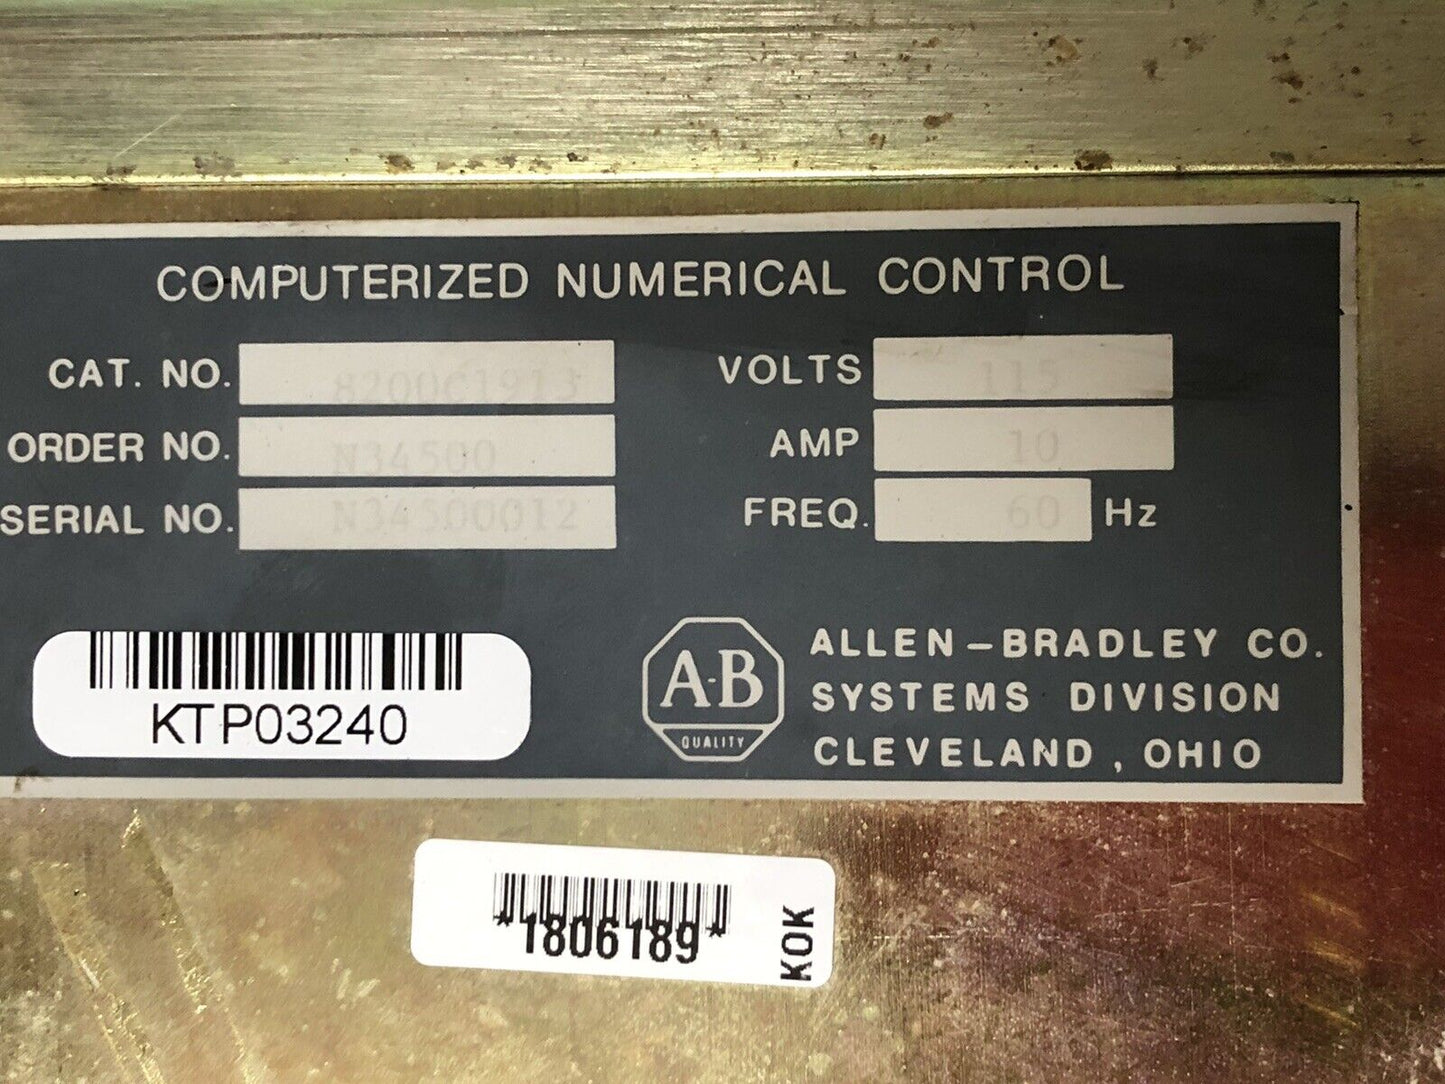 COMPUTERIZED NUMERICAL CONTROL
CAT. NO. 8200C1913
ORDER NO. N34500
SERIAL NO. N34500012
VOLTS 115
AMP 10
FREQ. 60 Hz
KTP03240
A-B
QUALITY
ALLEN-BRADLEY CO.
SYSTEMS DIVISION
CLEVELAND, OHIO
*1806189*
KOK